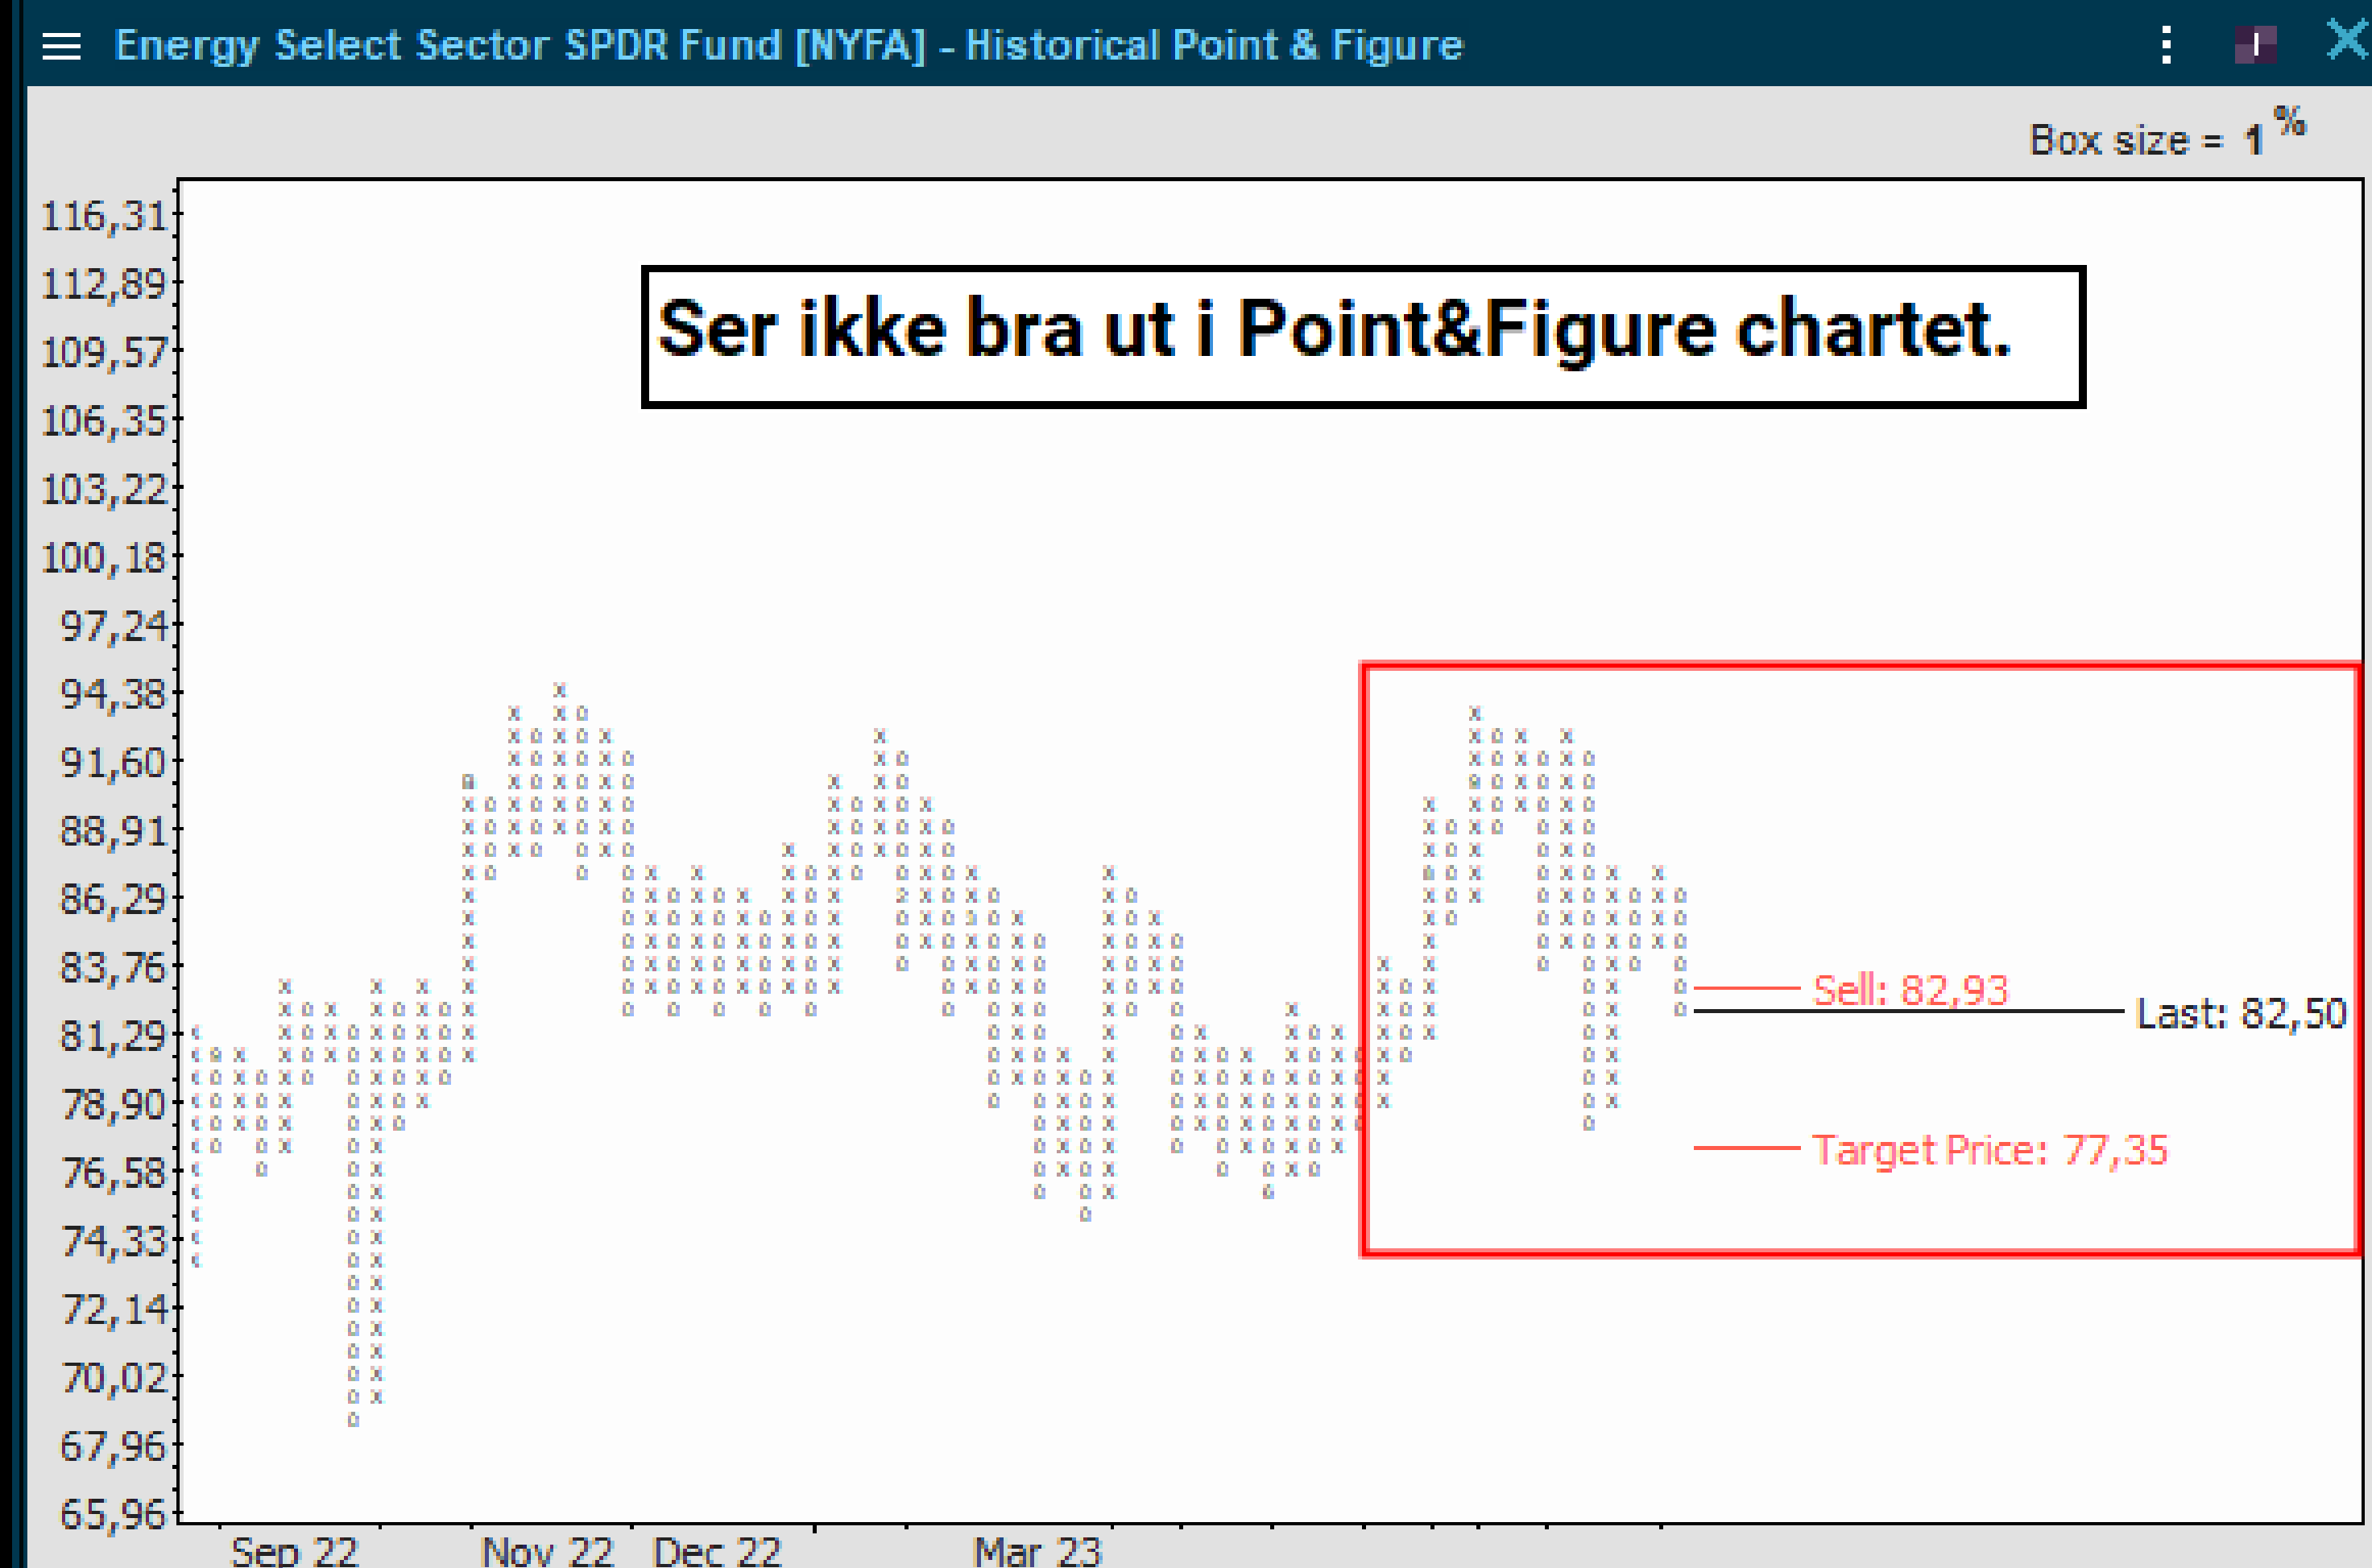 Energy Select Sector SPDR Fund [NYFA] - Historical Point & Figure
Box size = 1 %
116,31
112,89
Ser ikke bra ut i Point&Figure chartet.
109,57
106,35
103,22
100,18
97,24
94,38
91,60
88,91
86,29
83,76
Sell: 82,93
Last: 82,50
81,29
78,90
Target Price: 77,35
76,58
74,33
72,14
70,02
67,96
65,96
Sep 22 Nov 22 Dec 22 Mar 23